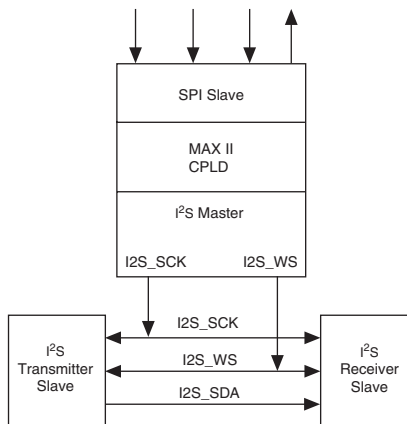 SPI Slave
MAX II
CPLD
I²S Master
I2S_SCK
I2S_WS
I2S_SCK
I²S
Transmitter
Slave
I2S_WS
I2S_SDA
I²S
Receiver
Slave